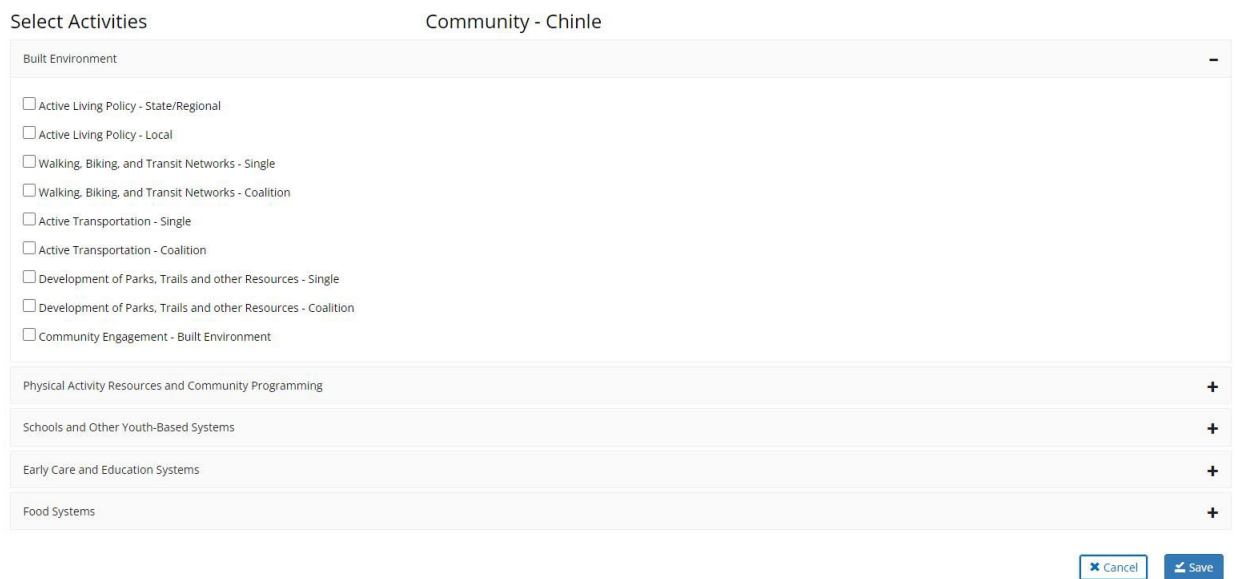 Select Activities Community - Chinle
Built Environment
Active Living Policy - State/Regional
Active Living Policy - Local
Walking, Biking, and Transit Networks - Single
Walking, Biking, and Transit Networks - Coalition
Active Transportation - Single
Active Transportation - Coalition
Development of Parks, Trails and other Resources - Single
Development of Parks, Trails and other Resources - Coalition
Community Engagement - Built Environment
Physical Activity Resources and Community Programming
Schools and Other Youth-Based Systems
Early Care and Education Systems
Food Systems
Cancel Save